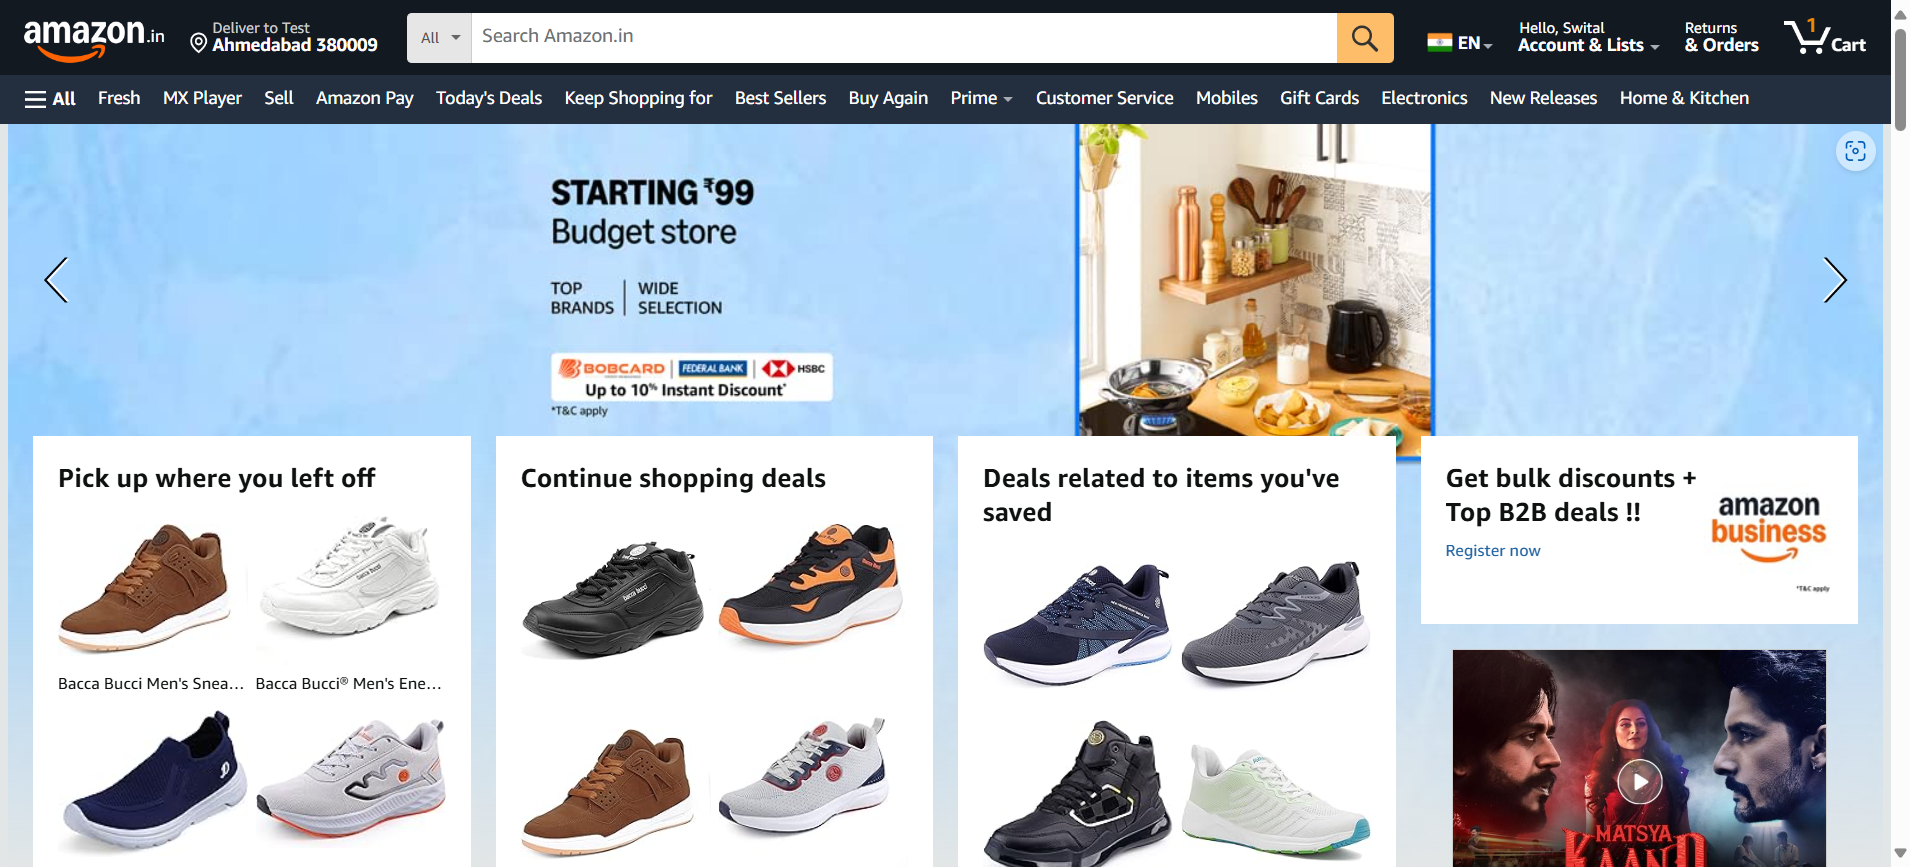 amazon.in
Deliver to Test
Ahmedabad 380009
All
Search Amazon.in
EN
Hello, Swital
Account & Lists
Returns
& Orders
1
Cart
All
Fresh
MX Player
Sell
Amazon Pay
Today's Deals
Keep Shopping for
Best Sellers
Buy Again
Prime
Customer Service
Mobiles
Gift Cards
Electronics
New Releases
Home & Kitchen
STARTING ₹99
Budget store
TOP
BRANDS
WIDE
SELECTION
BOBCARD
FEDERAL BANK
HSBC
Up to 10% Instant Discount*
*T&C apply
Pick up where you left off
Bacca Bucci Men's Snea...
Bacca Bucci® Men's Ene...
Continue shopping deals
Deals related to items you've
saved
Get bulk discounts +
Top B2B deals !!
Register now
amazon
business
*T&C apply
MATSYA
KAAND